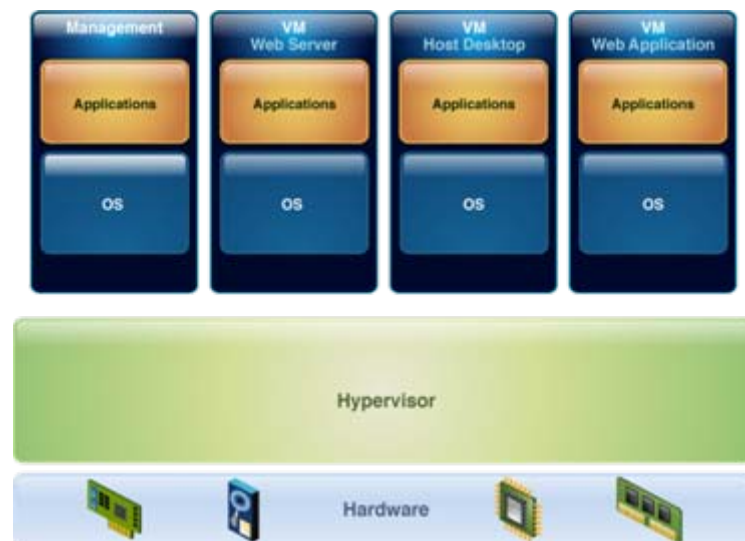 Management
VM
Web Server
VM
Host Desktop
VM
Web Application
Applications
Applications
Applications
Applications
OS
OS
OS
OS
Hypervisor
Hardware